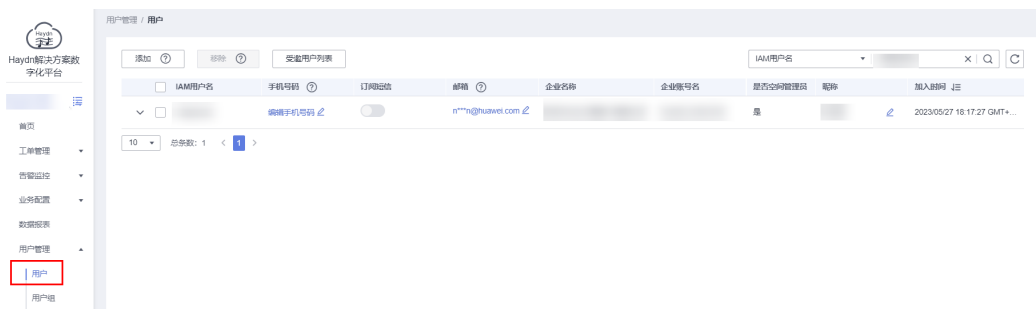 用户管理 / 用户
Haydn
Haydn解决方案数
字化平台
首页
工单管理
告警监控
业务配置
数据报表
用户管理
用户
用户组
添加 ? 移除 ? 受邀用户列表
IAM用户名
IAM用户名 手机号码 ? 订阅短信 邮箱 ? 企业名称 企业账号名 是否空间管理员 昵称 加入时间
编辑手机号码 n***n@huawei.com 是 2023/05/27 18:17:27 GMT+...
10 总条数: 1 < 1 >